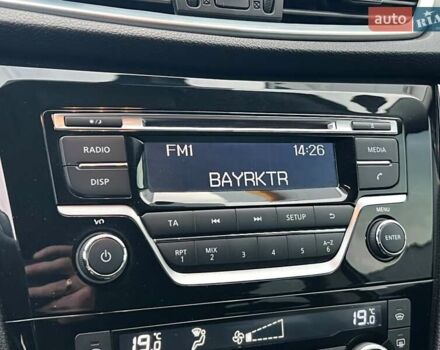 auto RIA
RADIO
FM1 14:26
MEDIA
DISP
BAYRKTR
MENU
TA SETUP
ENTER
RPT 1 MIX 2 3 4 5 A-Z 6
19.0°C 19.0°C